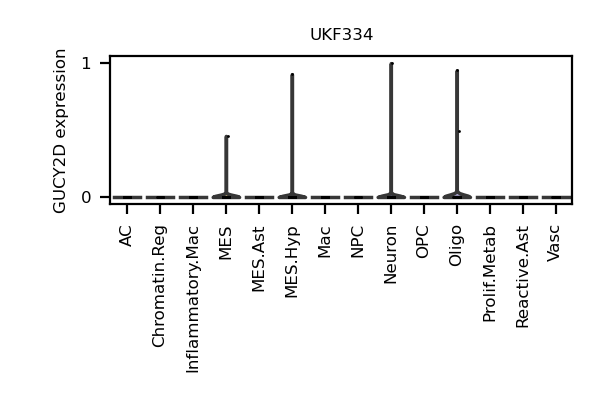 UKF334
GUCY2D expression
1
0
AC
Chromatin.Reg
Inflammatory.Mac
MES
MES.Ast
MES.Hyp
Mac
NPC
Neuron
OPC
Oligo
Prolif.Metab
Reactive.Ast
Vasc